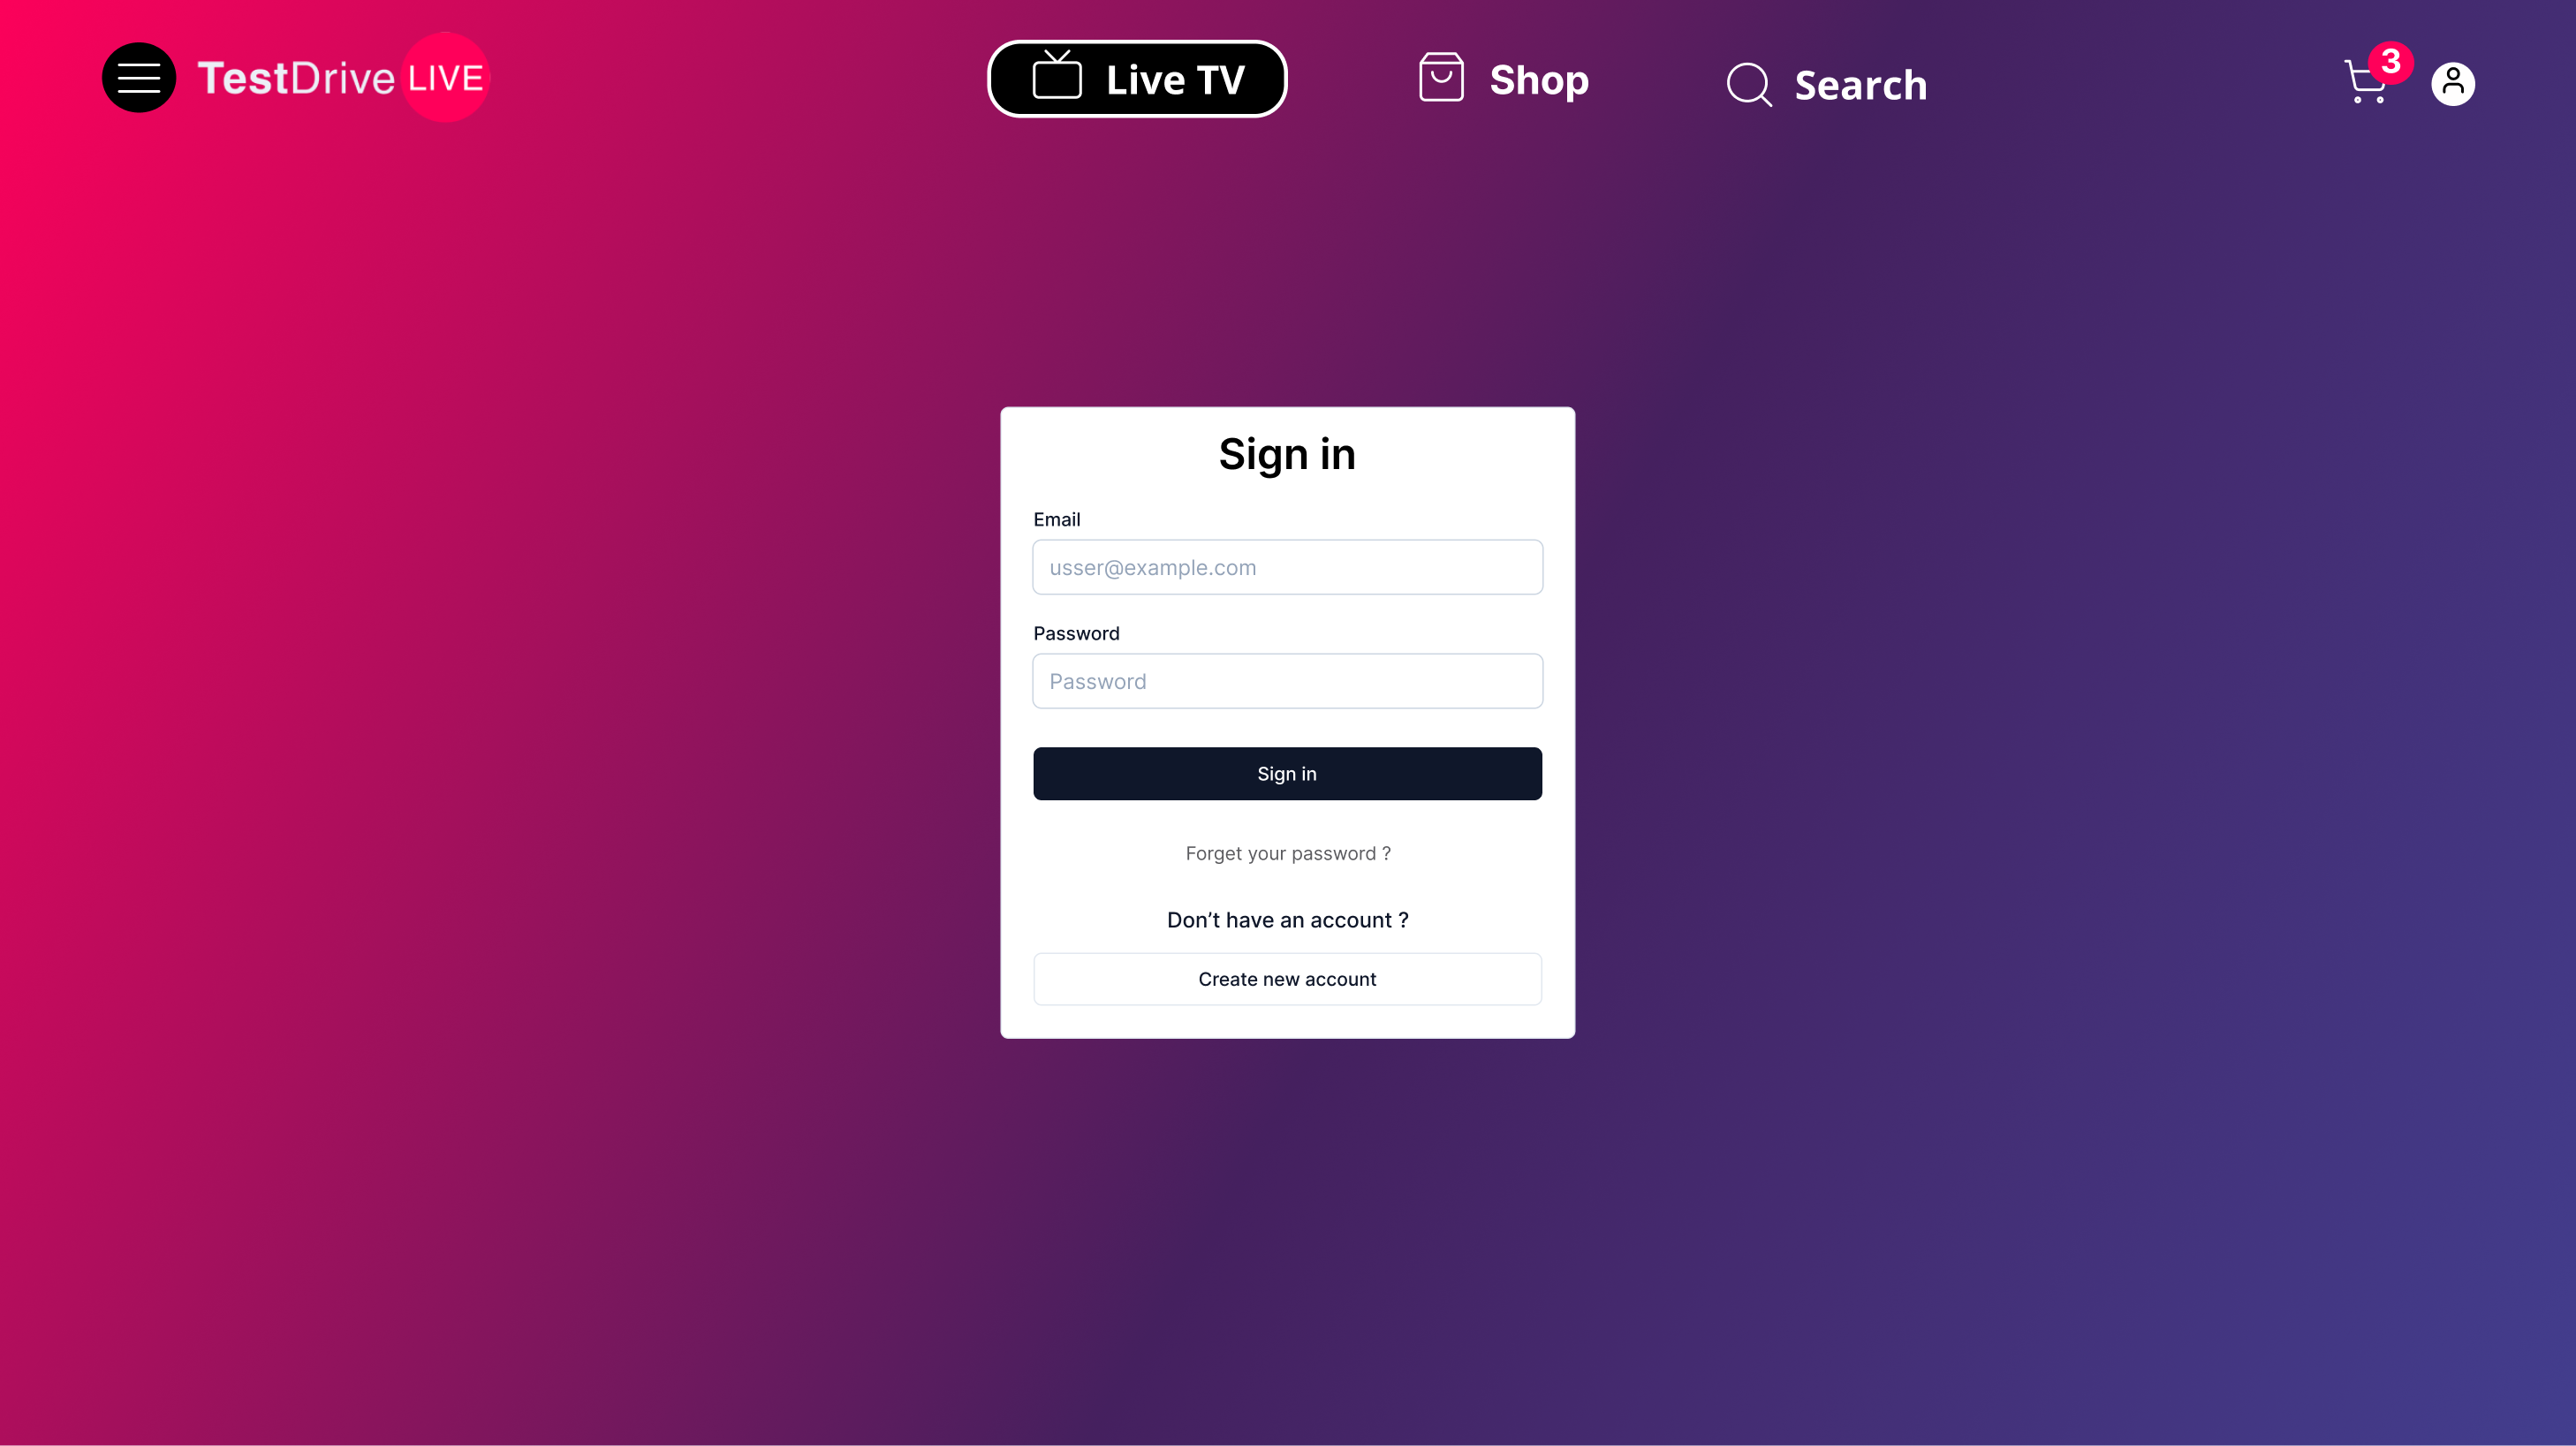 TestDrive LIVE
Live TV
Shop
Search
3
Sign in
Email
usser@example.com
Password
Password
Sign in
Forget your password ?
Don’t have an account ?
Create new account